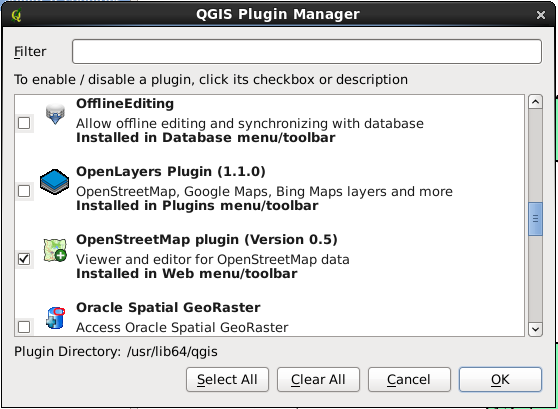 QGIS Plugin Manager
Filter
To enable / disable a plugin, click its checkbox or description
OfflineEditing
Allow offline editing and synchronizing with database
Installed in Database menu/toolbar
OpenLayers Plugin (1.1.0)
OpenStreetMap, Google Maps, Bing Maps layers and more
Installed in Plugins menu/toolbar
OpenStreetMap plugin (Version 0.5)
Viewer and editor for OpenStreetMap data
Installed in Web menu/toolbar
Oracle Spatial GeoRaster
Access Oracle Spatial GeoRaster
Plugin Directory: /usr/lib64/qgis
Select All Clear All Cancel OK